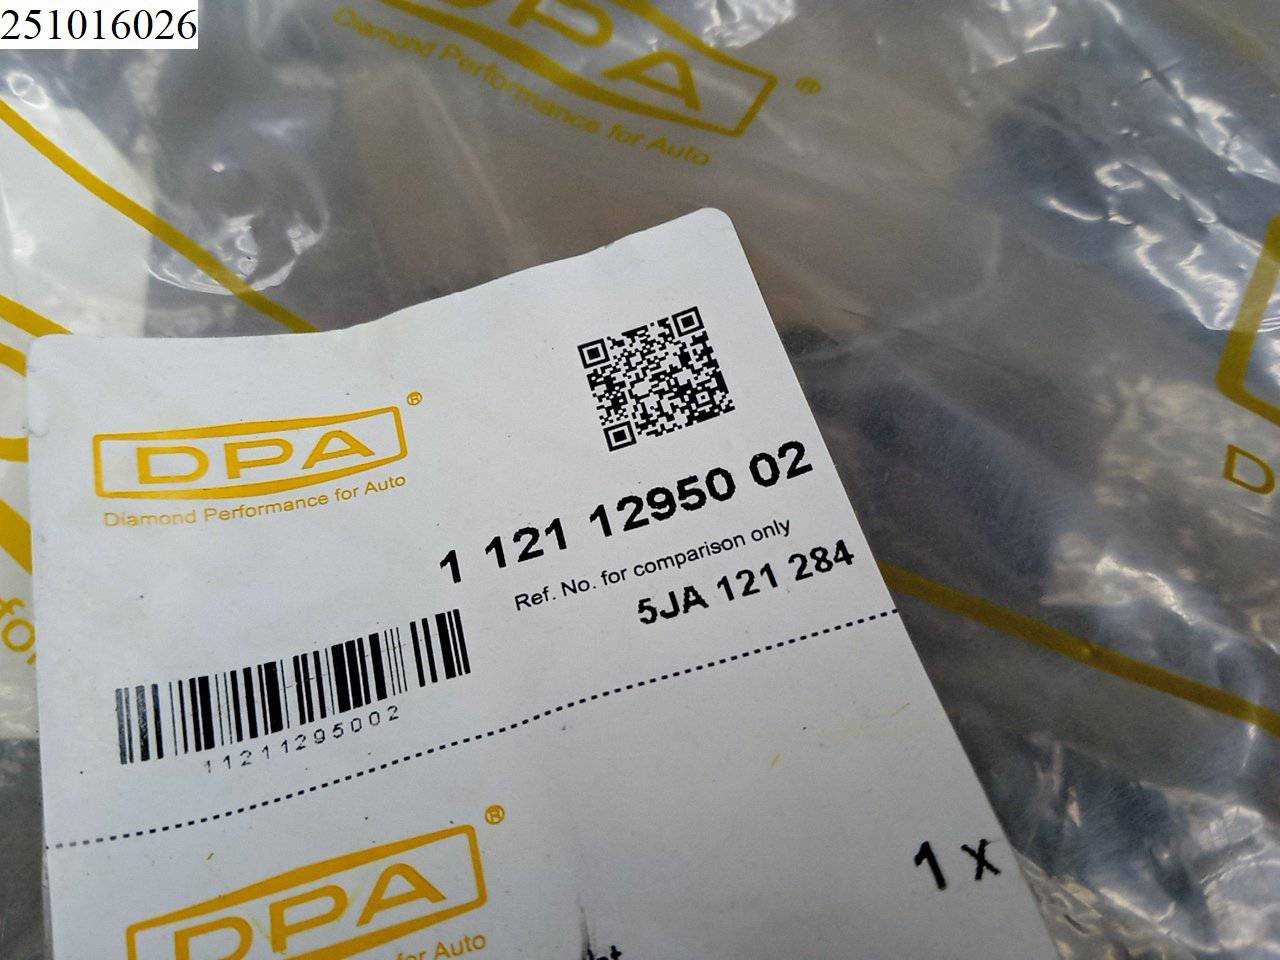 251016026
DPA®
Diamond Performance for Auto
DPA®
Diamond Performance for Auto
1 121 12950 02
Ref. No. for comparison only
5JA 121 284
11211295002
D
for
DPA®
for Auto
1 x